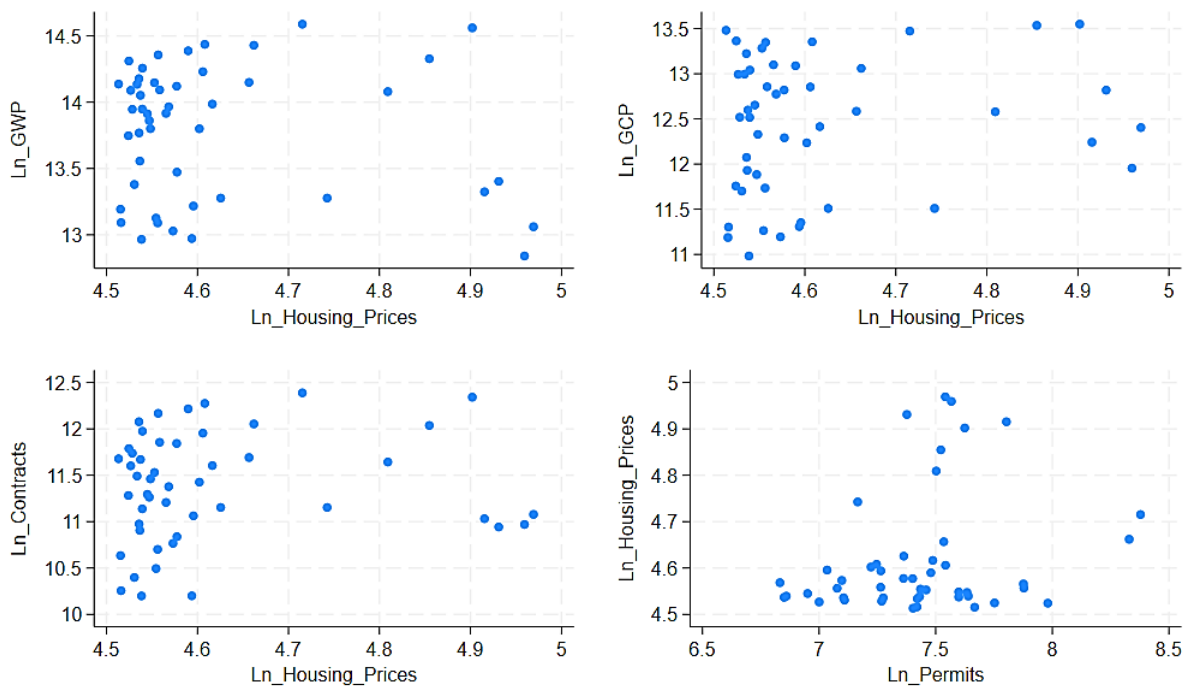 14.5
14
13.5
13
Ln_GWP
4.5 4.6 4.7 4.8 4.9 5
Ln_Housing_Prices
13.5
13
12.5
12
11.5
11
Ln_GCP
4.5 4.6 4.7 4.8 4.9 5
Ln_Housing_Prices
12.5
12
11.5
11
10.5
10
Ln_Contracts
4.5 4.6 4.7 4.8 4.9 5
Ln_Housing_Prices
5
4.9
4.8
4.7
4.6
4.5
Ln_Housing_Prices
6.5 7 7.5 8 8.5
Ln_Permits